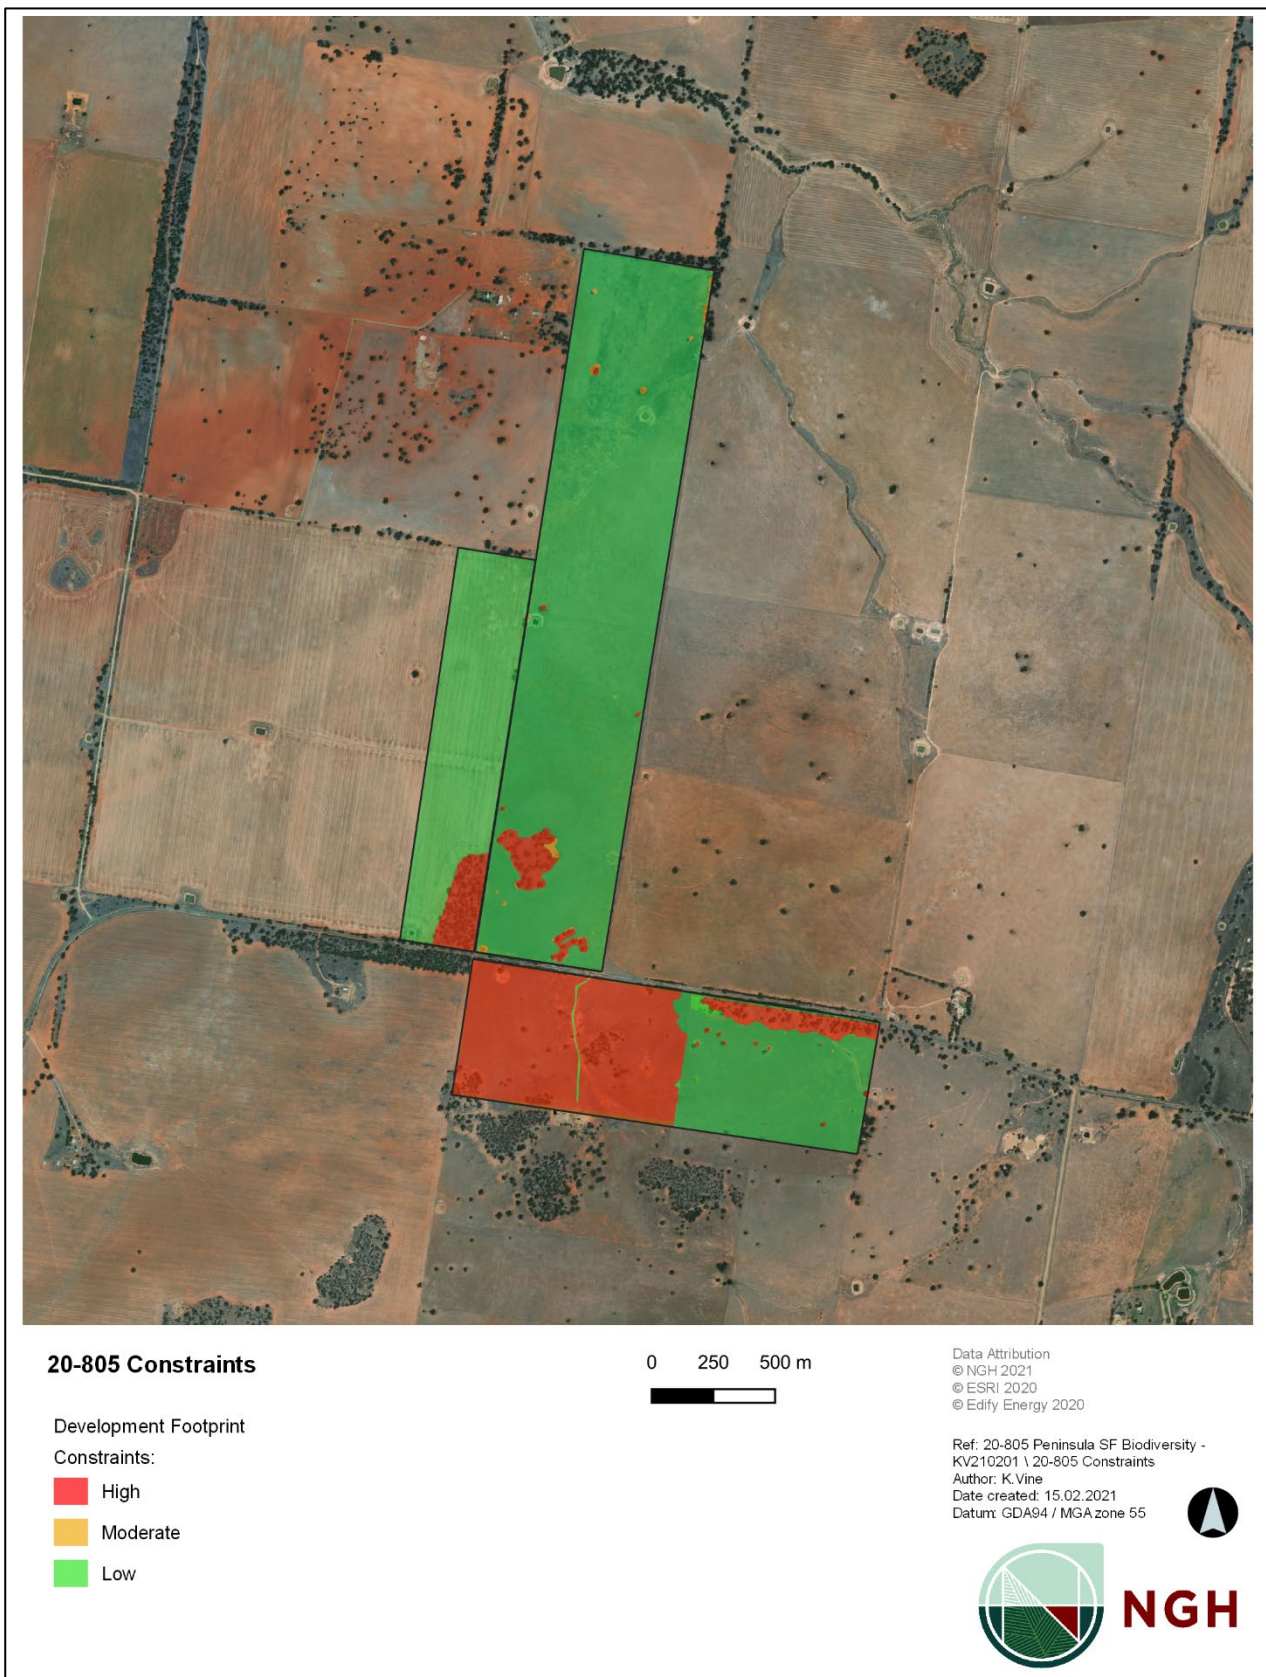 20-805 Constraints
Development Footprint
Constraints:
High
Moderate
Low
0 250 500 m
Data Attribution
© NGH 2021
© ESRI 2020
© Edify Energy 2020
Ref: 20-805 Peninsula SF Biodiversity -
KV210201 \ 20-805 Constraints
Author: K.Vine
Date created: 15.02.2021
Datum: GDA94 / MGA zone 55
NGH